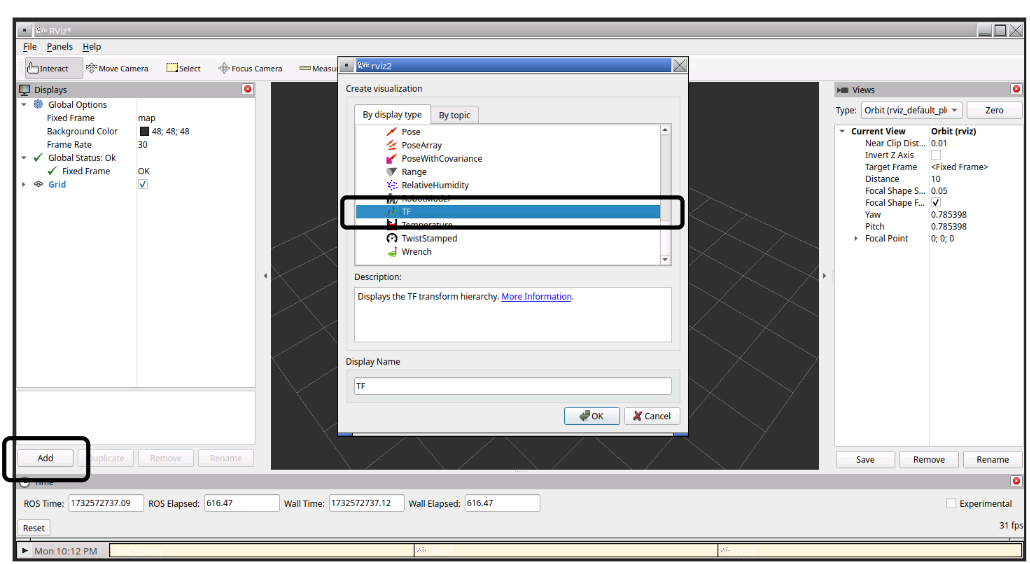 RViz*
File Panels Help
Interact Move Camera Select Focus Camera Measu
rviz2
Displays
Global Options
Fixed Frame map
Background Color 48; 48; 48
Frame Rate 30
Global Status: Ok
Fixed Frame OK
Grid
Add Duplicate Remove Rename
Create visualization
By display type By topic
Pose
PoseArray
PoseWithCovariance
Range
RelativeHumidity
RobotModel
TF
Temperature
TwistStamped
Wrench
Description:
Displays the TF transform hierarchy. More Information.
Display Name
TF
OK Cancel
Views
Type: Orbit (rviz_default_pl Zero
Current View Orbit (rviz)
Near Clip Dist... 0.01
Invert Z Axis
Target Frame <Fixed Frame>
Distance 10
Focal Shape S... 0.05
Focal Shape F...
Yaw 0.785398
Pitch 0.785398
Focal Point 0; 0; 0
Save Remove Rename
Time
ROS Time: 1732572737.09 ROS Elapsed: 616.47 Wall Time: 1732572737.12 Wall Elapsed: 616.47 Experimental
Reset 31 fps
Mon 10:12 PM